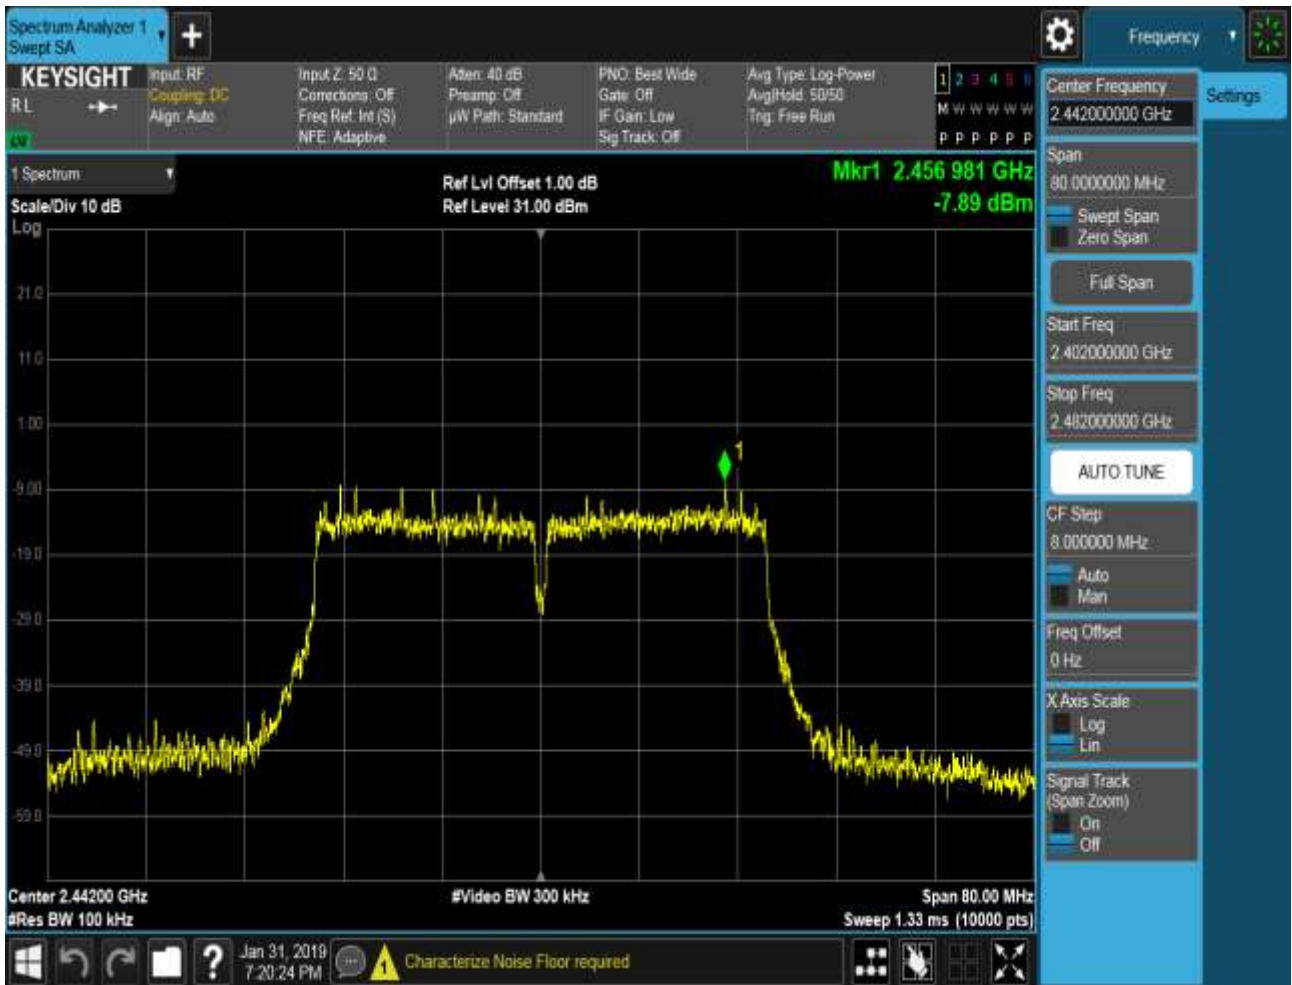 Spectrum Analyzer 1
Swept SA
+
Frequency
KEYSIGHT
Input: RF
Input Z: 50 Ω
Atten: 40 dB
PNO: Best Wide
Avg Type: Log-Power
1 2 3 4 5 6
R L
Coupling: DC
Corrections: Off
Preamp: Off
Gate: Off
Avg|Hold: 50/50
M W W W W W
Align: Auto
Freq Ref: Int (S)
µW Path: Standard
IF Gain: Low
Trig: Free Run
NFE: Adaptive
Sig Track: Off
P P P P P P
1 Spectrum
Ref Lvl Offset 1.00 dB
Mkr1 2.456 981 GHz
Scale/Div 10 dB
Ref Level 31.00 dBm
-7.89 dBm
Log
21.0
11.0
1.00
1
-9.00
-19.0
-29.0
-39.0
-49.0
-59.0
Center 2.44200 GHz
#Video BW 300 kHz
Span 80.00 MHz
#Res BW 100 kHz
Sweep 1.33 ms (10000 pts)
Center Frequency
2.442000000 GHz
Settings
Span
80.0000000 MHz
Swept Span
Zero Span
Full Span
Start Freq
2.402000000 GHz
Stop Freq
2.482000000 GHz
AUTO TUNE
CF Step
8.000000 MHz
Auto
Man
Freq Offset
0 Hz
X Axis Scale
Log
Lin
Signal Track
(Span Zoom)
On
Off
?
Jan 31, 2019
7:20:24 PM
1
Characterize Noise Floor required